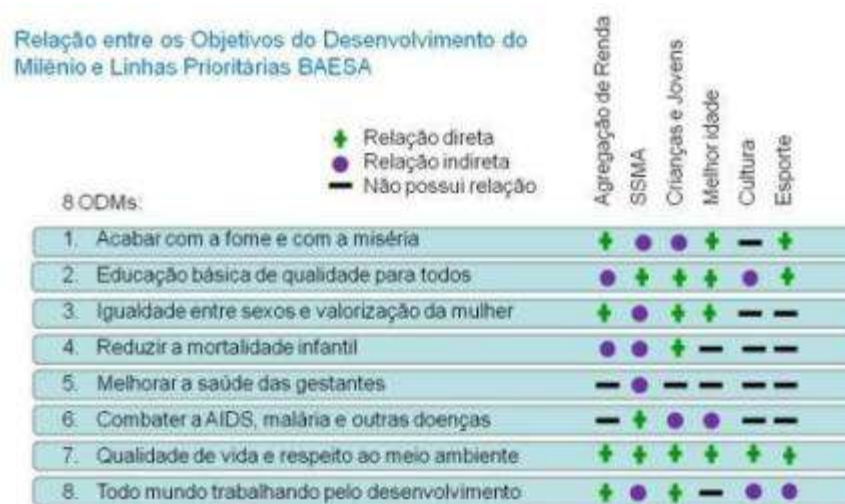 Relação entre os Objetivos do Desenvolvimento do
Milênio e Linhas Prioritárias BAESA
Relação direta
Relação indireta
Não possui relação
Agregação de Renda
SSMA
Crianças e Jovens
Melhor idade
Cultura
Esporte
8 ODMs:
1. Acabar com a fome e com a miséria
2. Educação básica de qualidade para todos
3. Igualdade entre sexos e valorização da mulher
4. Reduzir a mortalidade infantil
5. Melhorar a saúde das gestantes
6. Combater a AIDS, malária e outras doenças
7. Qualidade de vida e respeito ao meio ambiente
8. Todo mundo trabalhando pelo desenvolvimento